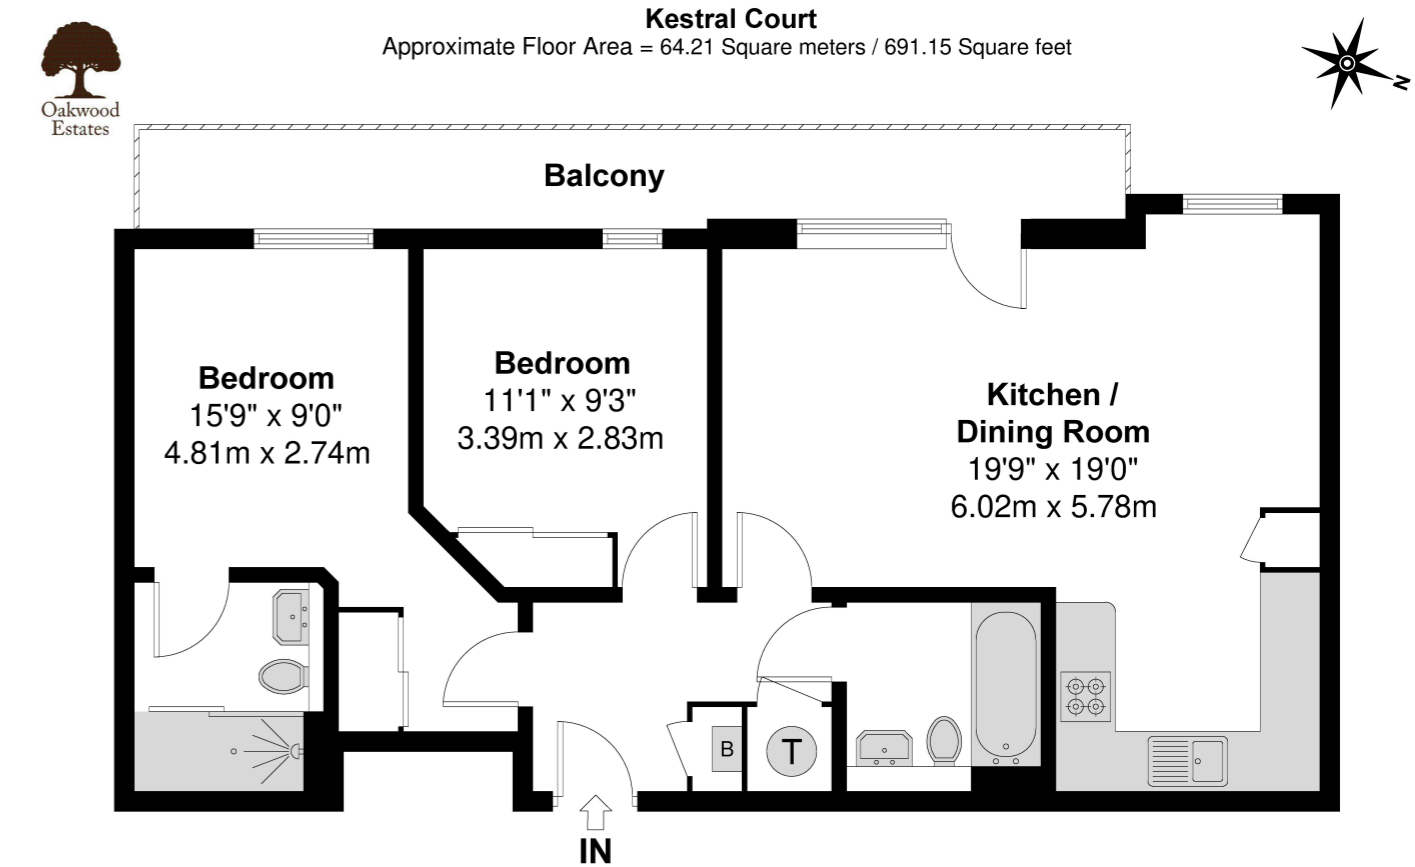 Kestral Court
Approximate Floor Area = 64.21 Square meters / 691.15 Square feet
N
Oakwood
Estates
Balcony
Bedroom
15'9" x 9'0"
4.81m x 2.74m
Bedroom
11'1" x 9'3"
3.39m x 2.83m
Kitchen /
Dining Room
19'9" x 19'0"
6.02m x 5.78m
B
T
IN